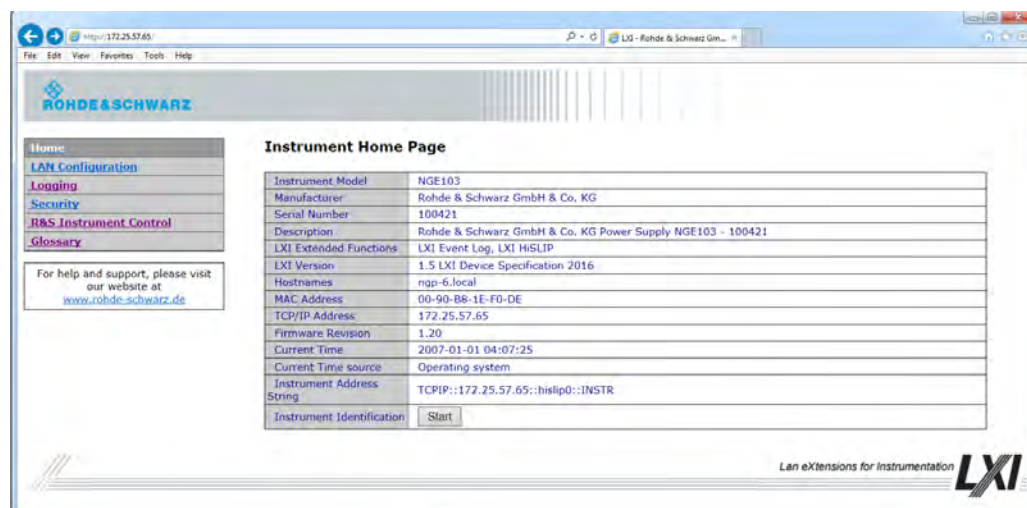 http://172.25.57.65/
LXI - Rohde & Schwarz Gm...
File Edit View Favorites Tools Help
ROHDE&SCHWARZ
Home
LAN Configuration
Logging
Security
R&S Instrument Control
Glossary
For help and support, please visit
our website at
www.rohde-schwarz.de
Instrument Home Page
Instrument Model NGE103
Manufacturer Rohde & Schwarz GmbH & Co. KG
Serial Number 100421
Description Rohde & Schwarz GmbH & Co. KG Power Supply NGE103 - 100421
LXI Extended Functions LXI Event Log, LXI HiSLIP
LXI Version 1.5 LXI Device Specification 2016
Hostnames ngp-6.local
MAC Address 00-90-B8-1E-F0-DE
TCP/IP Address 172.25.57.65
Firmware Revision 1.20
Current Time 2007-01-01 04:07:25
Current Time source Operating system
Instrument Address
String TCPIP::172.25.57.65::hislip0::INSTR
Instrument Identification Start
Lan eXtensions for Instrumentation LXI